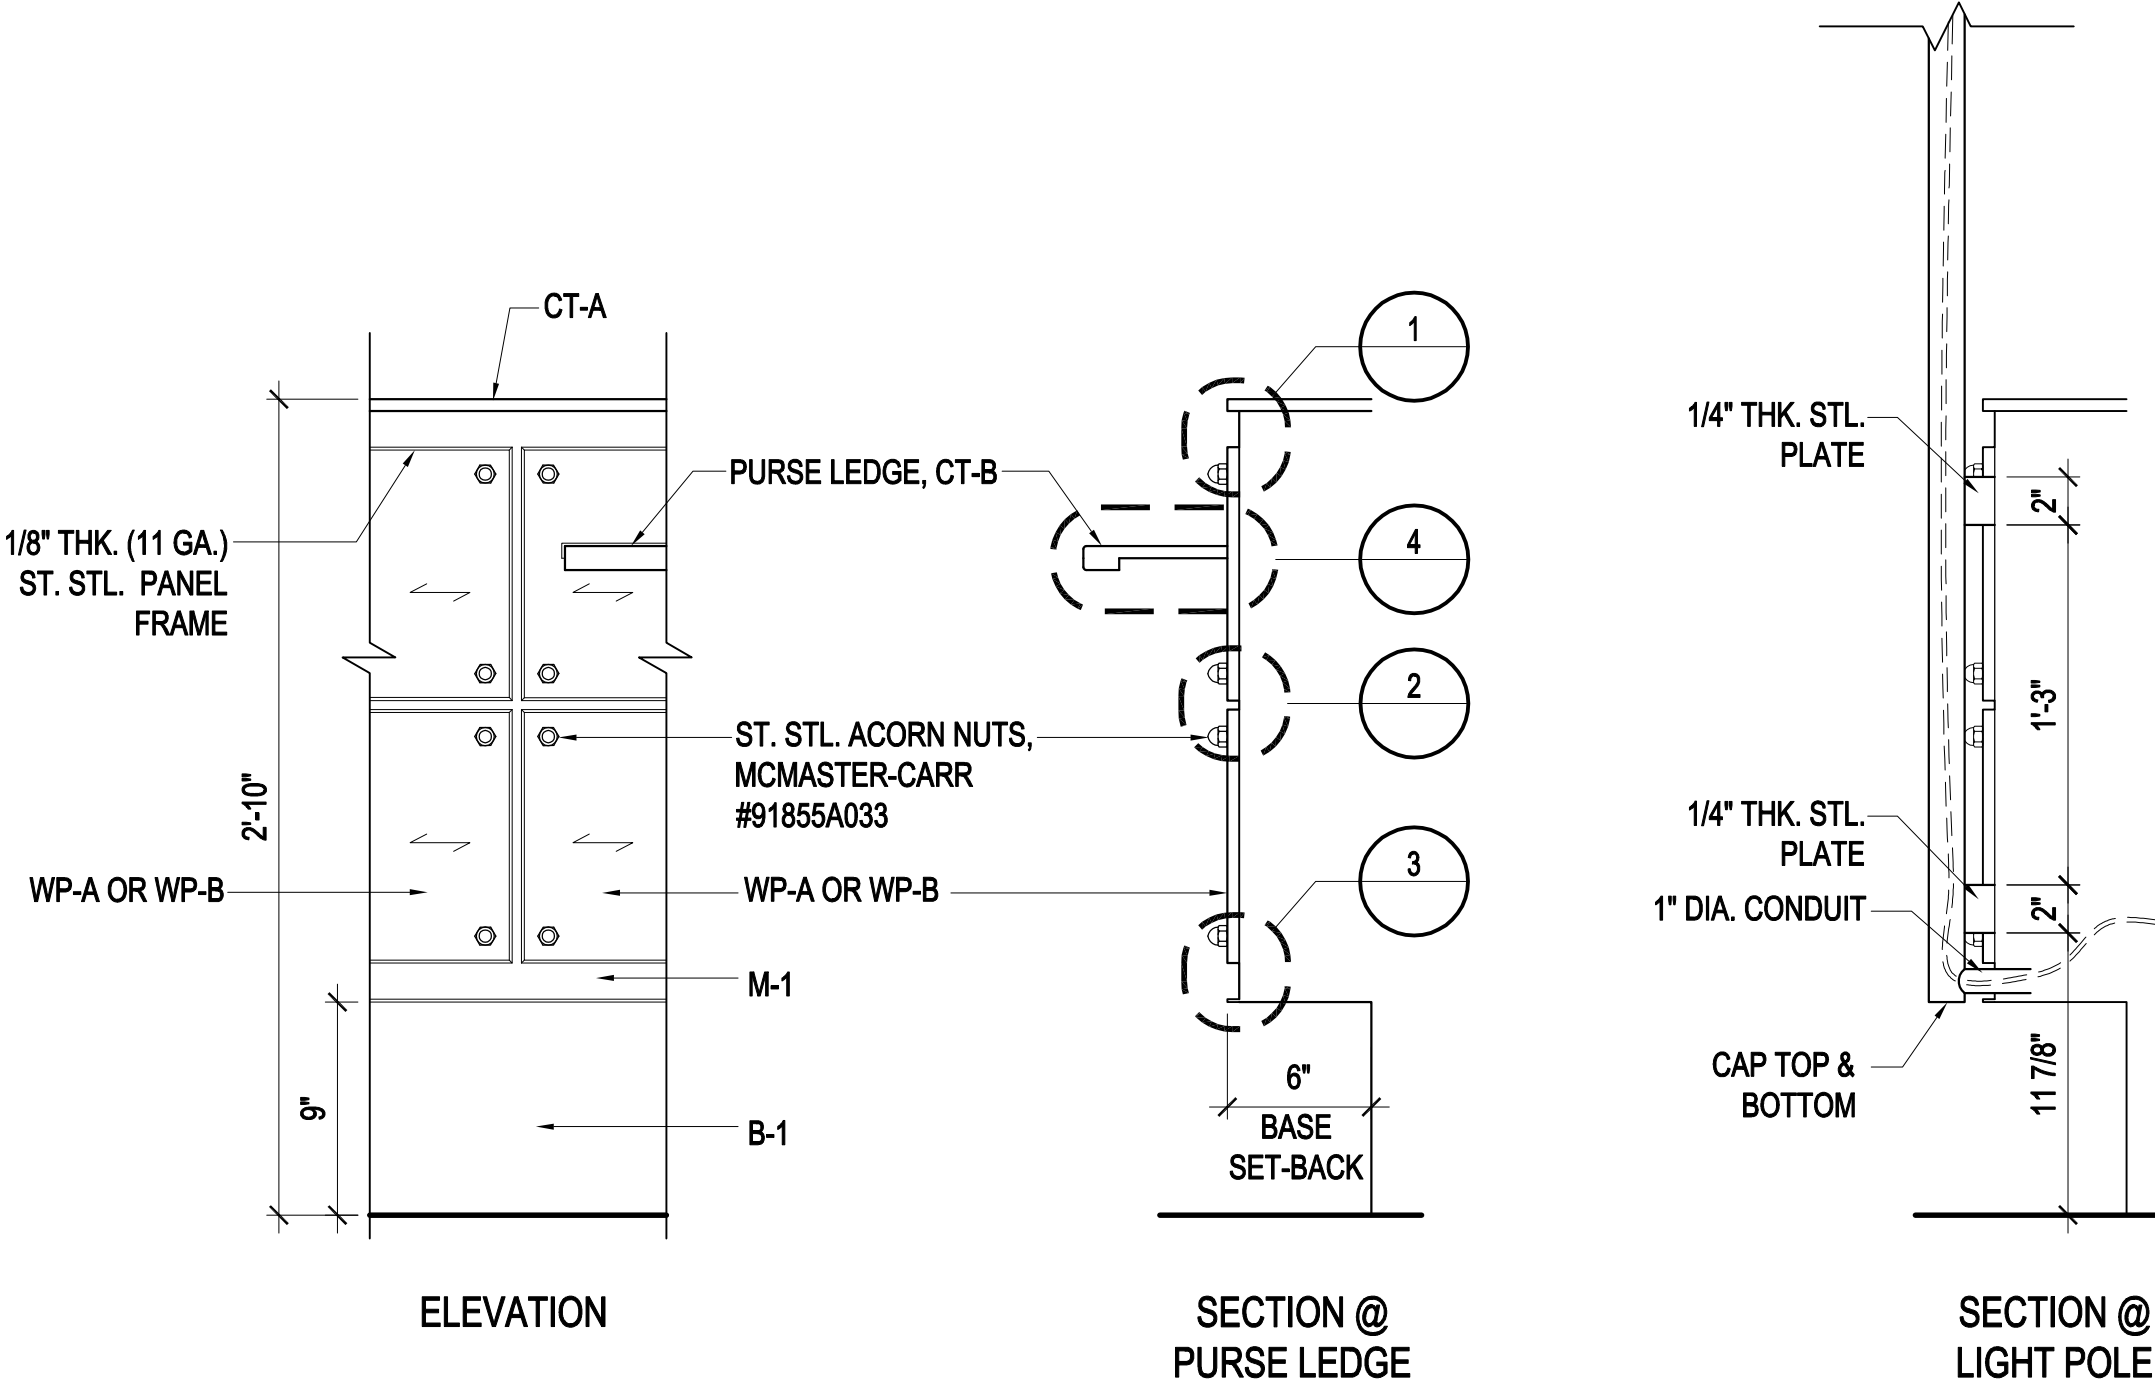 CT-A
1/8" THK. (11 GA.)
ST. STL. PANEL
FRAME
2'-10"
WP-A OR WP-B
9"
PURSE LEDGE, CT-B
ST. STL. ACORN NUTS,
MCMASTER-CARR
#91855A033
WP-A OR WP-B
M-1
B-1
ELEVATION
1
4
2
3
6"
BASE
SET-BACK
SECTION @
PURSE LEDGE
1/4" THK. STL.
PLATE
2"
1'-3"
1/4" THK. STL.
PLATE
2"
1" DIA. CONDUIT
CAP TOP &
BOTTOM
11 7/8"
SECTION @
LIGHT POLE